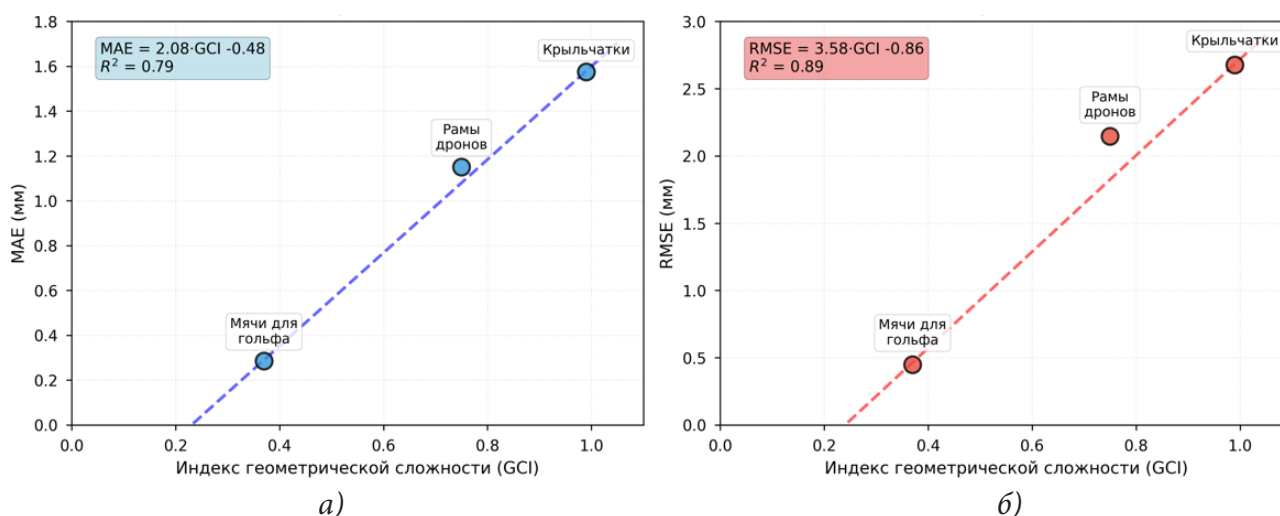 MAE = 2.08·GCI -0.48
R² = 0.79
Крыльчатки
Рамы
дронов
Мячи для
гольфа
MAE (мм)
1.8
1.6
1.4
1.2
1.0
0.8
0.6
0.4
0.2
0.0
0.0 0.2 0.4 0.6 0.8 1.0
Индекс геометрической сложности (GCI)
а)
RMSE = 3.58·GCI -0.86
R² = 0.89
Крыльчатки
Рамы
дронов
Мячи для
гольфа
RMSE (мм)
3.0
2.5
2.0
1.5
1.0
0.5
0.0
0.0 0.2 0.4 0.6 0.8 1.0
Индекс геометрической сложности (GCI)
б)